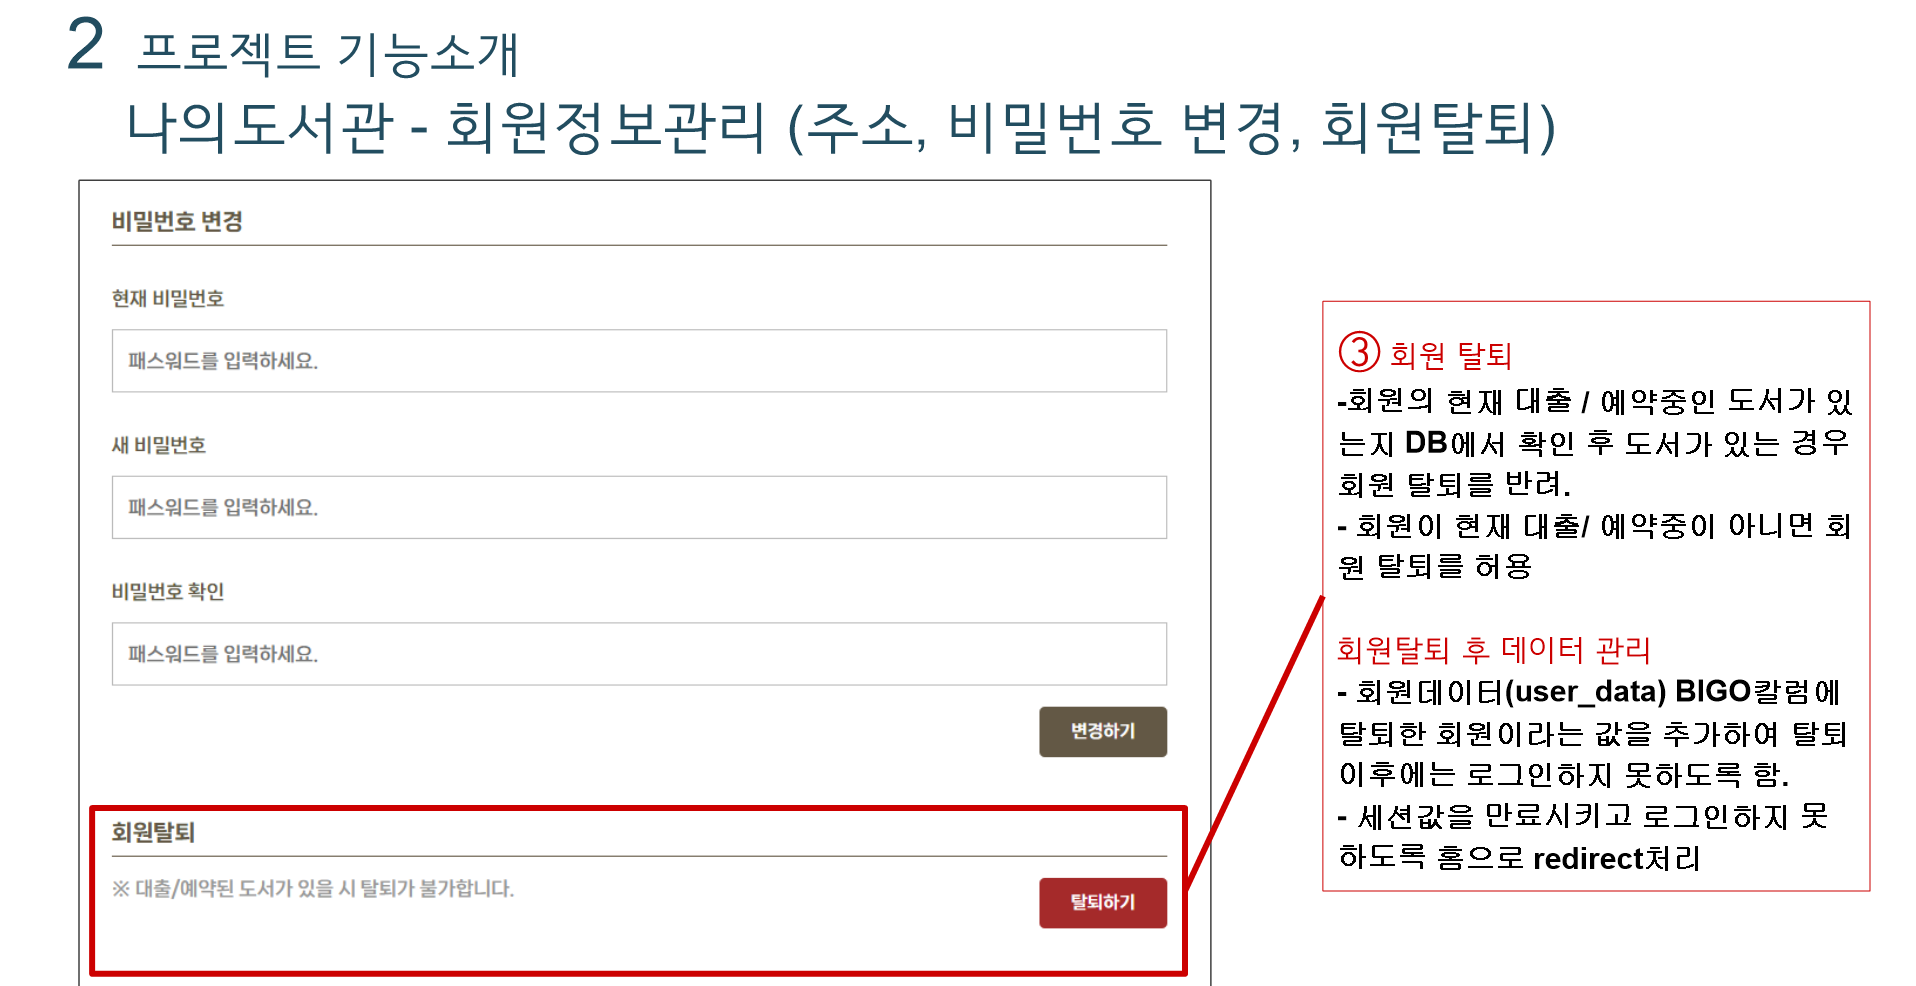 2 프로젝트 기능소개
나의도서관 - 회원정보관리 (주소, 비밀번호 변경, 회원탈퇴)
비밀번호 변경
현재 비밀번호
패스워드를 입력하세요.
새 비밀번호
패스워드를 입력하세요.
비밀번호 확인
패스워드를 입력하세요.
변경하기
회원탈퇴
※ 대출/예약된 도서가 있을 시 탈퇴가 불가합니다.
탈퇴하기
③ 회원 탈퇴
-회원의 현재 대출 / 예약중인 도서가 있
는지 DB에서 확인 후 도서가 있는 경우
회원 탈퇴를 반려.
- 회원이 현재 대출/ 예약중이 아니면 회
원 탈퇴를 허용
회원탈퇴 후 데이터 관리
- 회원데이터(user_data) BIGO칼럼에
탈퇴한 회원이라는 값을 추가하여 탈퇴
이후에는 로그인하지 못하도록 함.
- 세션값을 만료시키고 로그인하지 못
하도록 홈으로 redirect처리